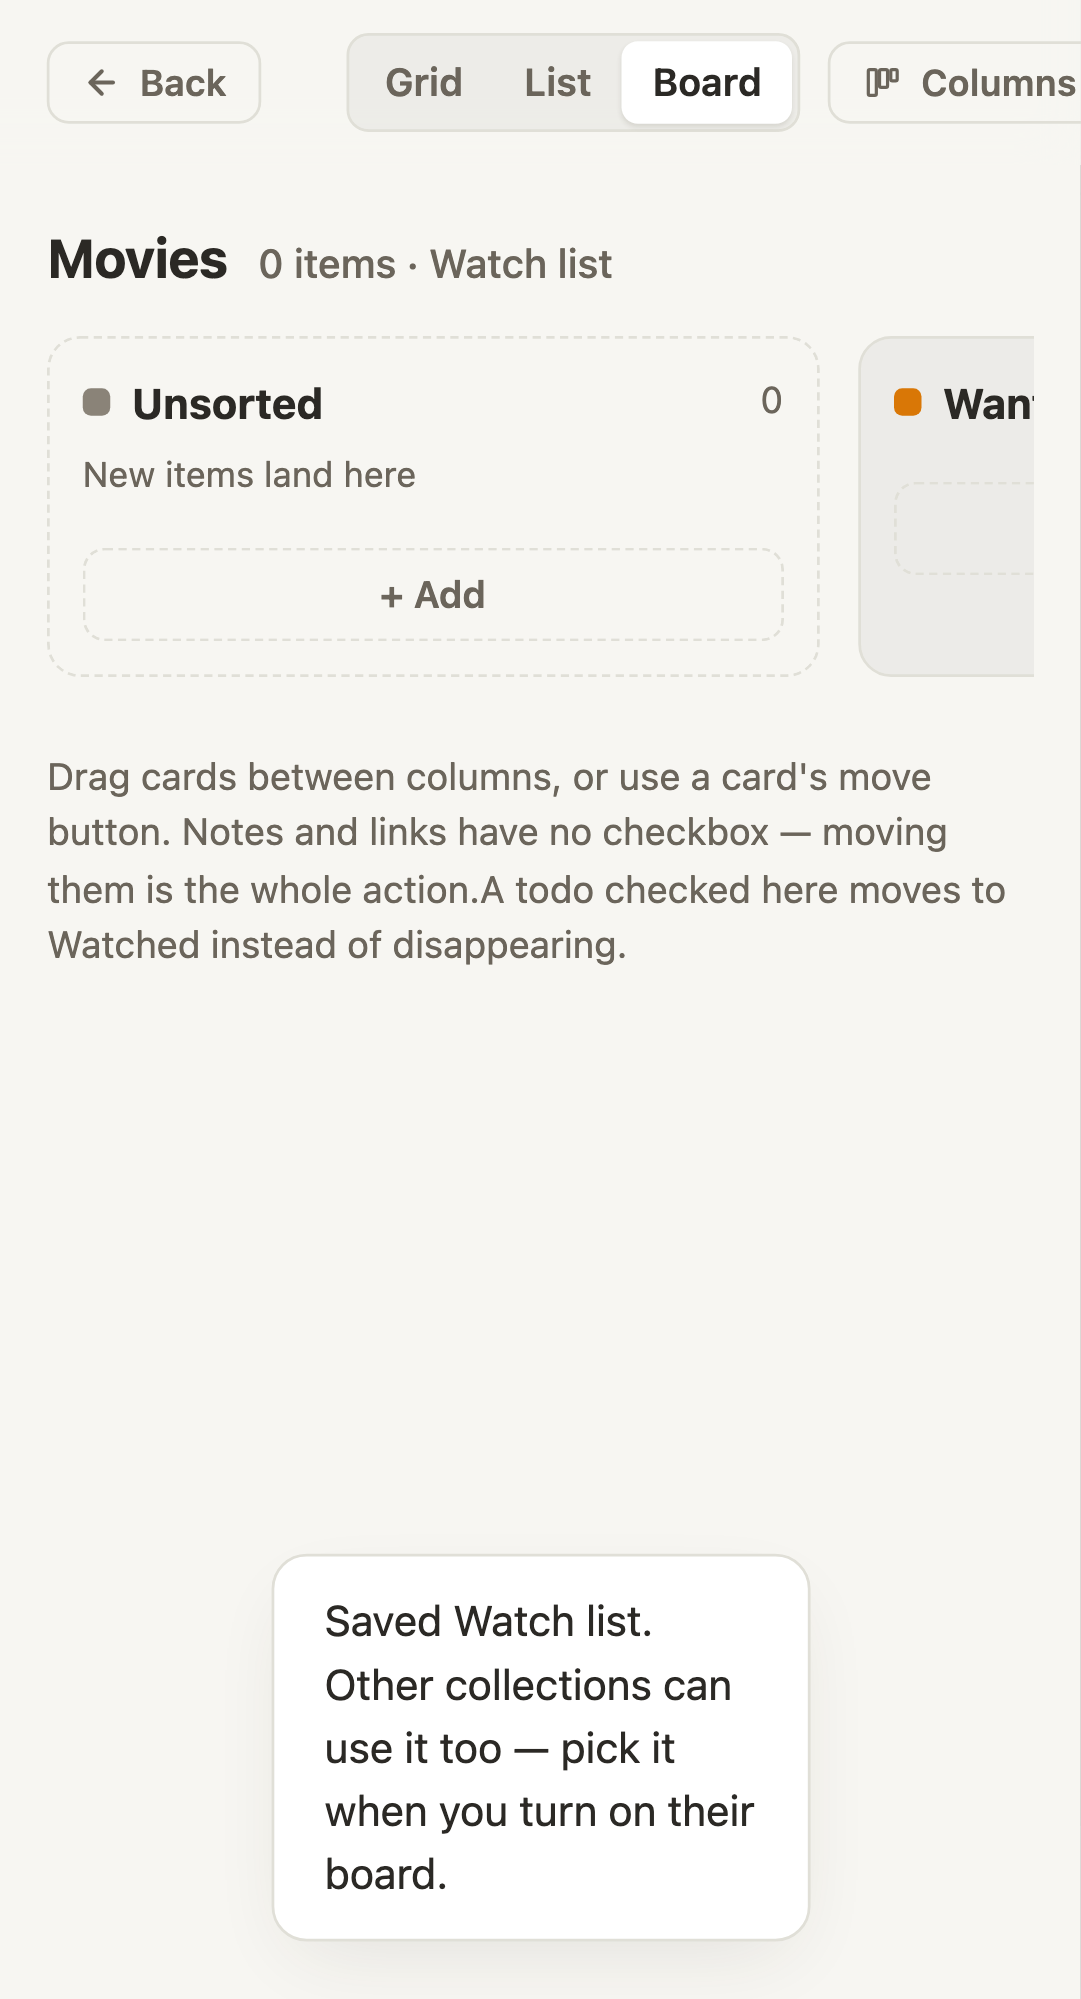 Back
Grid
List
Board
Columns
Movies
0 items · Watch list
Unsorted
0
New items land here
+ Add
Drag cards between columns, or use a card's move
button. Notes and links have no checkbox — moving
them is the whole action.A todo checked here moves to
Watched instead of disappearing.
Saved Watch list.
Other collections can
use it too — pick it
when you turn on their
board.